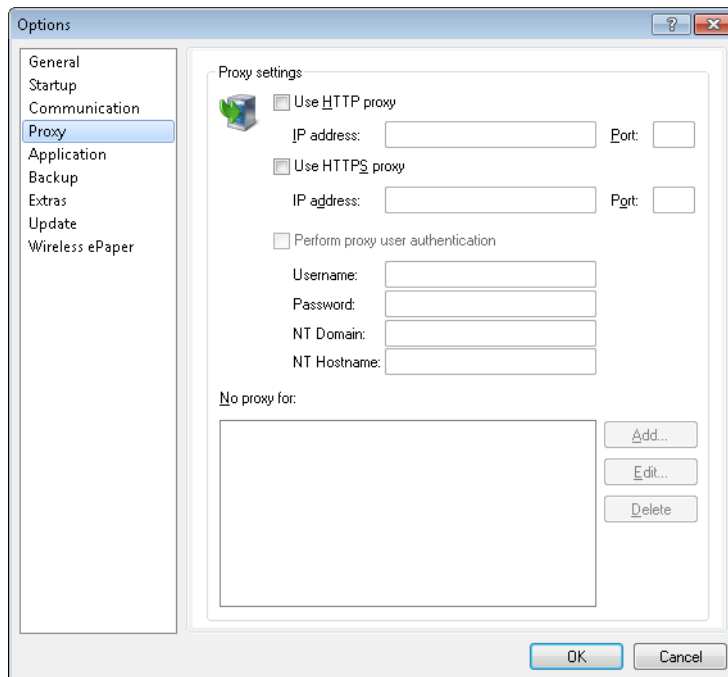 Options
General
Startup
Communication
Proxy
Application
Backup
Extras
Update
Wireless ePaper
Proxy settings
Use HTTP proxy
IP address: Port:
Use HTTPS proxy
IP address: Port:
Perform proxy user authentication
Username:
Password:
NT Domain:
NT Hostname:
No proxy for:
Add...
Edit...
Delete
OK Cancel